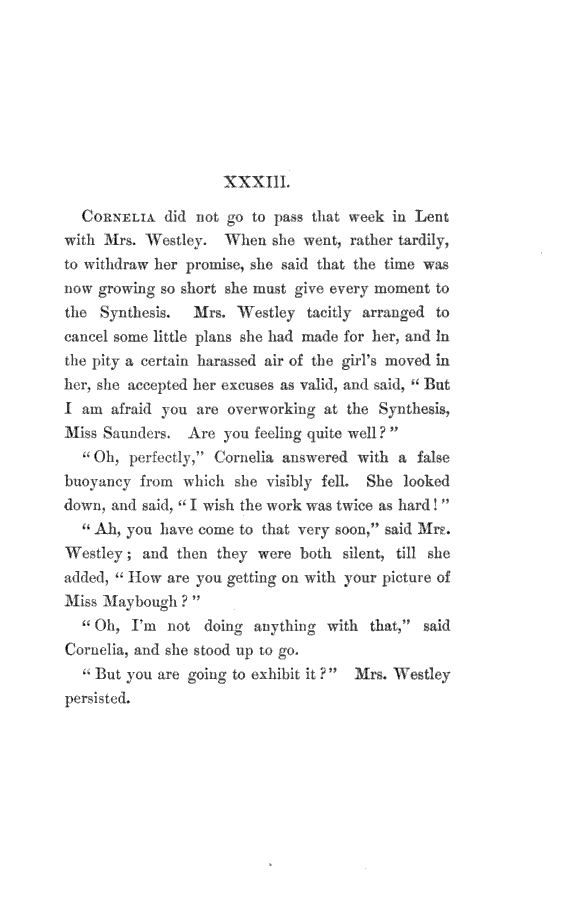 XXXIII.
CORNELIA did not go to pass that week in Lent
with Mrs. Westley. When she went, rather tardily,
to withdraw her promise, she said that the time was
now growing so short she must give every moment to
the Synthesis. Mrs. Westley tacitly arranged to
cancel some little plans she had made for her, and in
the pity a certain harassed air of the girl's moved in
her, she accepted her excuses as valid, and said, “ But
I am afraid you are overworking at the Synthesis,
Miss Saunders. Are you feeling quite well ? ”
“ Oh, perfectly,” Cornelia answered with a false
buoyancy from which she visibly fell. She looked
down, and said, “ I wish the work was twice as hard ! ”
“ Ah, you have come to that very soon,” said Mrs.
Westley ; and then they were both silent, till she
added, “ How are you getting on with your picture of
Miss Maybough ? ”
“ Oh, I'm not doing anything with that,” said
Cornelia, and she stood up to go.
“ But you are going to exhibit it ? ” Mrs. Westley
persisted.